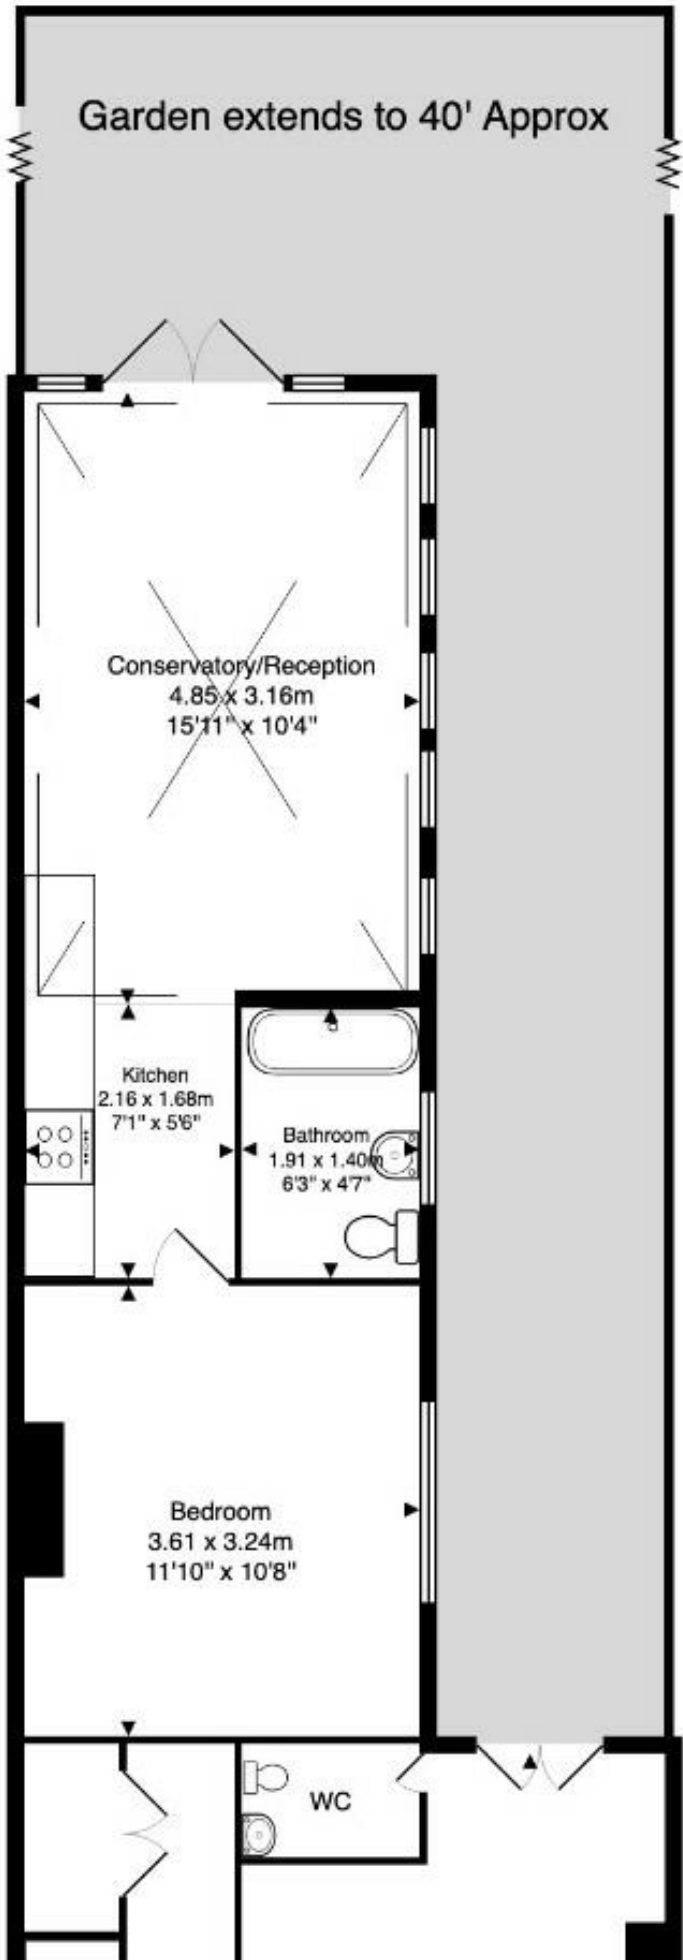 Garden extends to 40' Approx
Conservatory/Reception
4.85 x 3.16m
15'11" x 10'4"
Kitchen
2.16 x 1.68m
7'1" x 5'6"
Bathroom
1.91 x 1.40m
6'3" x 4'7"
Bedroom
3.61 x 3.24m
11'10" x 10'8"
WC